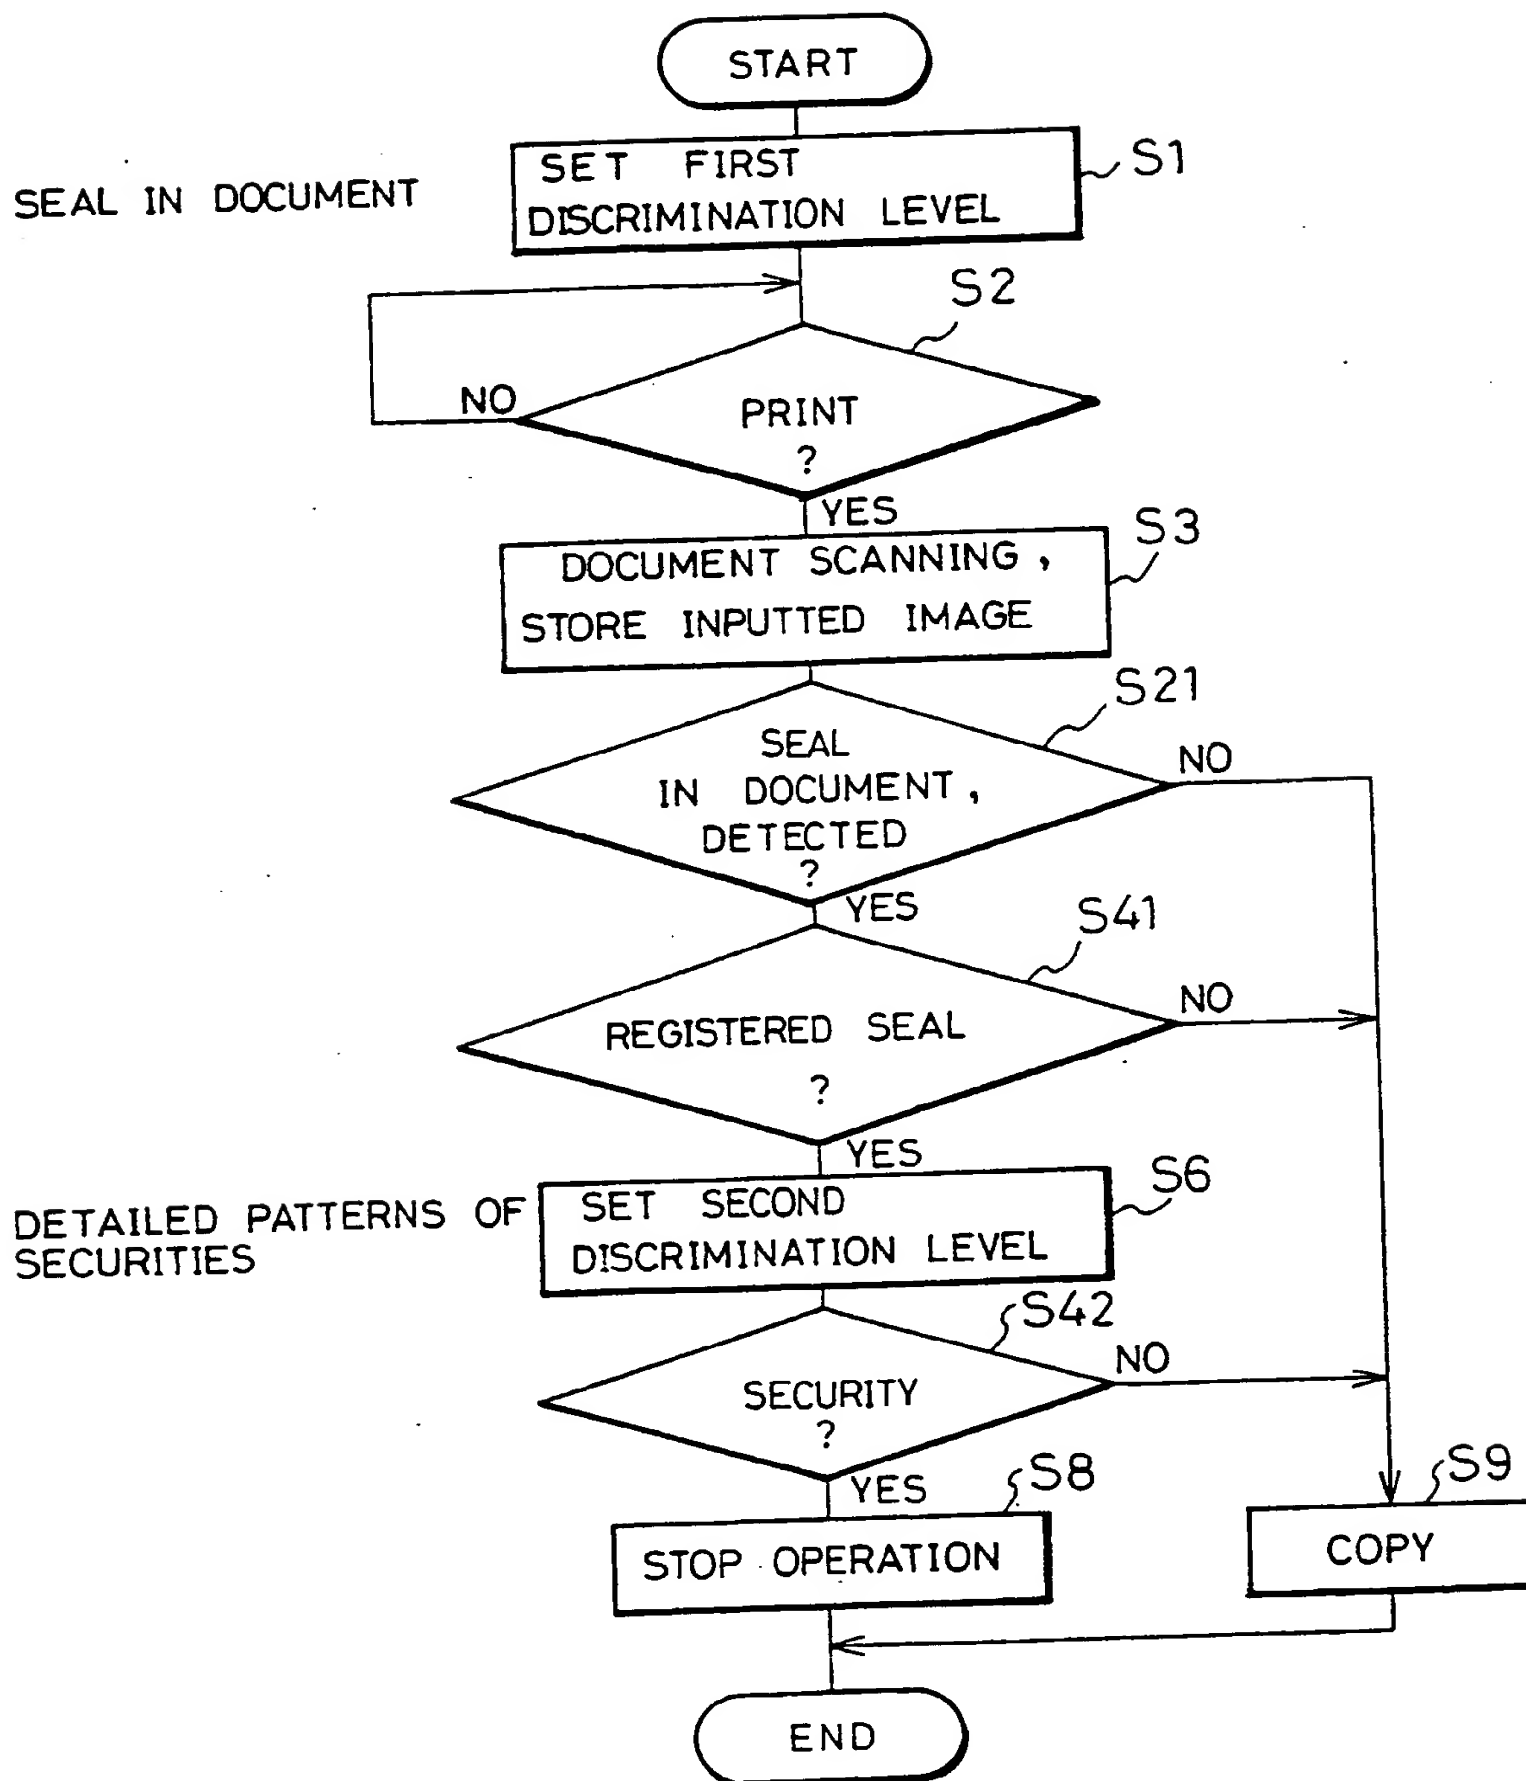 START
SEAL IN DOCUMENT
SET FIRST
DISCRIMINATION LEVEL
S1
S2
NO
PRINT
?
YES
S3
DOCUMENT SCANNING,
STORE INPUTTED IMAGE
S21
SEAL
IN DOCUMENT,
DETECTED
?
NO
YES
S41
REGISTERED SEAL
?
NO
YES
S6
DETAILED PATTERNS OF
SECURITIES
SET SECOND
DISCRIMINATION LEVEL
S42
SECURITY
?
NO
YES
S8
STOP OPERATION
S9
COPY
END